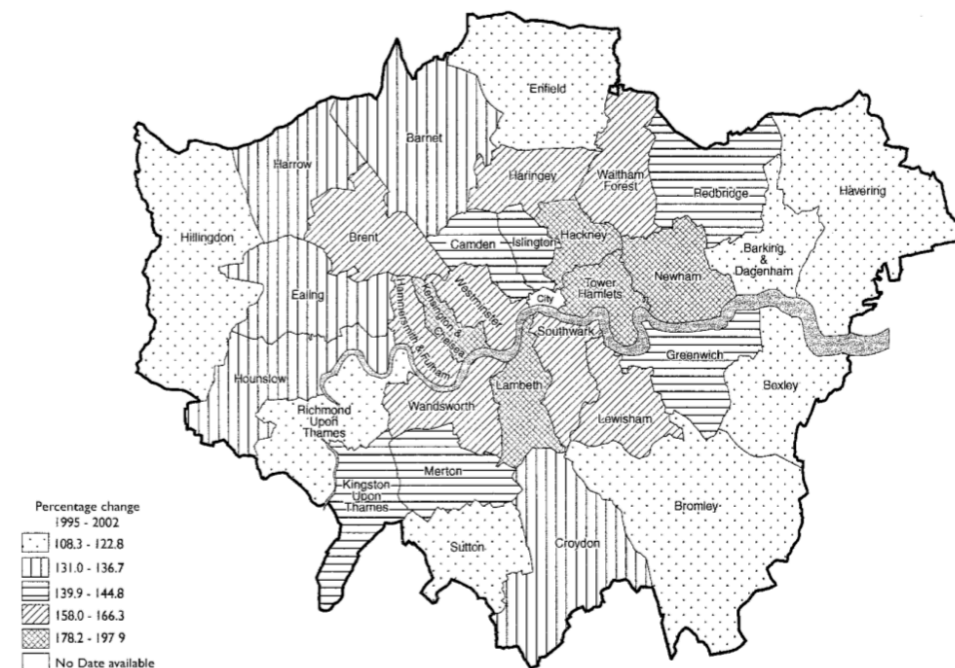 Enfield
Barnet
Harrow
Haringey
Waltham
Forest
Redbridge
Havering
Hillingdon
Brent
Camden
Islington
Hackney
Barking
&
Dagenham
Newham
Tower
Hamlets
Ealing
Westminster
City
Kensington &
Chelsea
Hammersmith & Fulham
Southwark
Greenwich
Hounslow
Lambeth
Bexley
Richmond
Upon
Thames
Wandsworth
Lewisham
Merton
Kingston
Upon
Thames
Bromley
Sutton
Croydon
Percentage change
1995 - 2002
108.3 - 122.8
131.0 - 136.7
139.9 - 144.8
158.0 - 166.3
178.2 - 197 9
No Date available